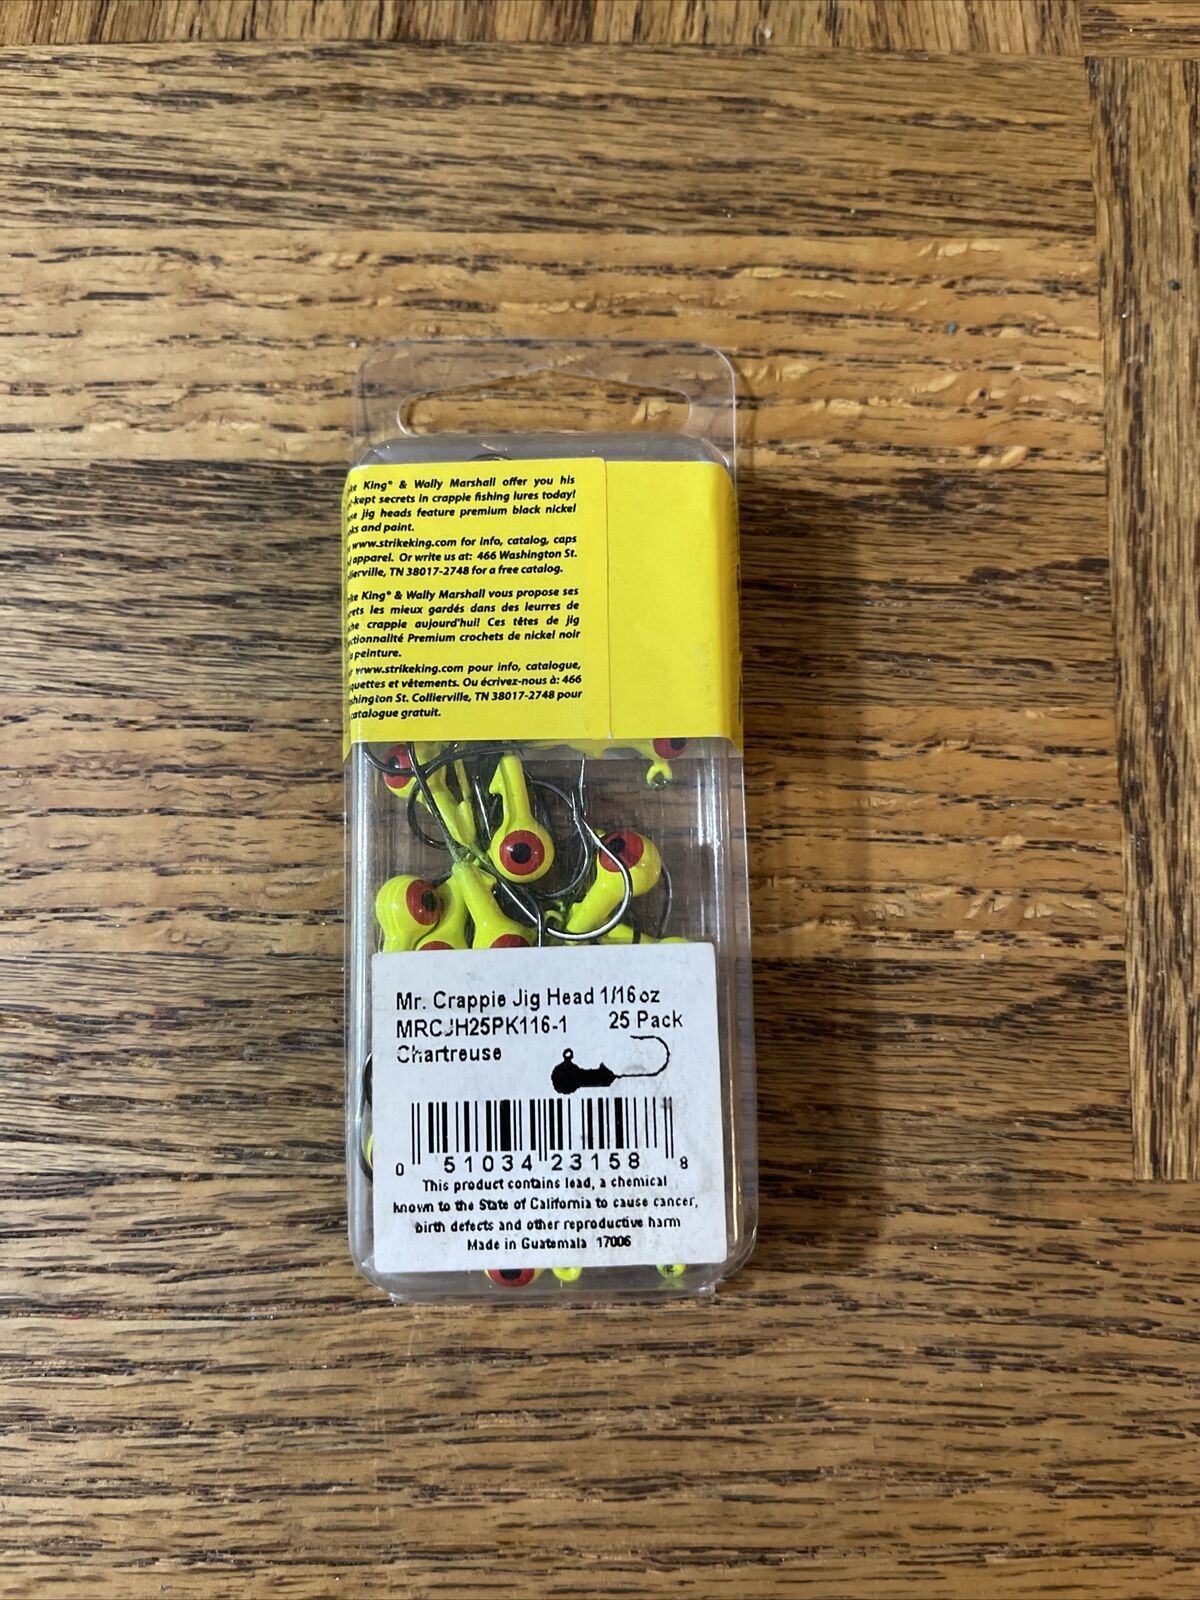 King® & Wally Marshall offer you his
-kept secrets in crappie fishing lures today!
jig heads feature premium black nickel
and paint.
www.strikeking.com for info, catalog, caps
apparel. Or write us at: 466 Washington St.
TN 38017-2748 for a free catalog.
King® & Wally Marshall vous propose ses
les mieux gardés dans des leurres de
crappie aujourd'hui! Ces têtes de jig
Premium crochets de nickel noir
peinture.
www.strikeking.com pour info, catalogue,
et vêtements. Ou écrivez-nous à: 466
St. Collierville, TN 38017-2748 pour
catalogue gratuit.
Mr. Crappie Jig Head 1/16oz
MRCJH25PK116-1 25 Pack
Chartreuse
0 51034 23158 8
This product contains lead, a chemical
known to the State of California to cause cancer,
birth defects and other reproductive harm
Made in Guatemala 17006